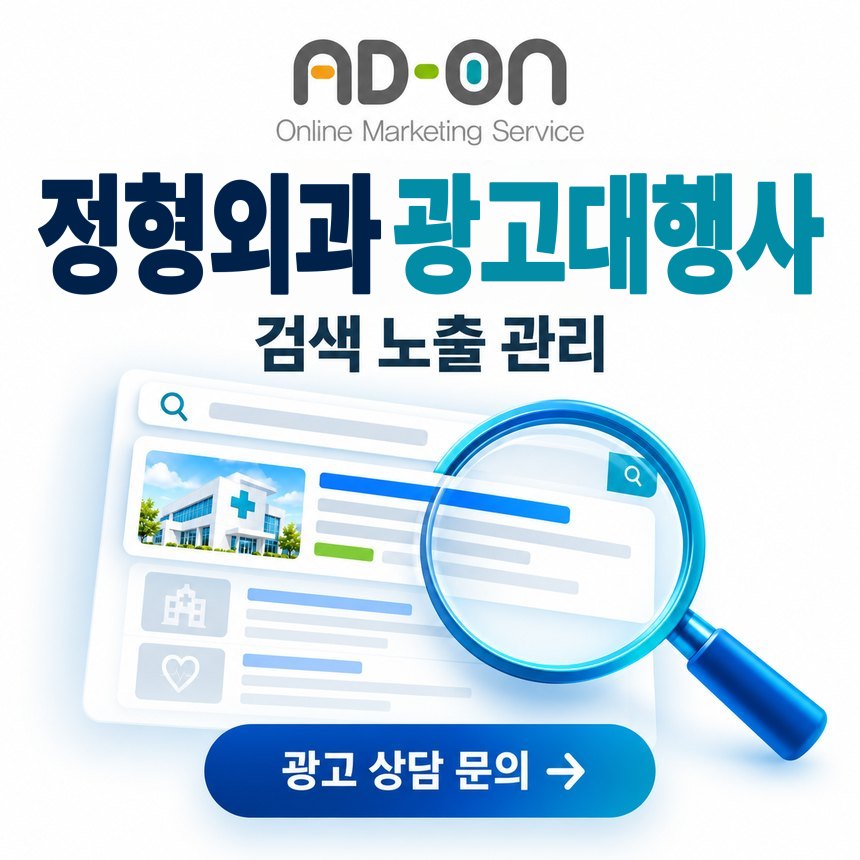 AD-ON
Online Marketing Service
정형외과 광고대행사
검색 노출 관리
광고 상담 문의 →